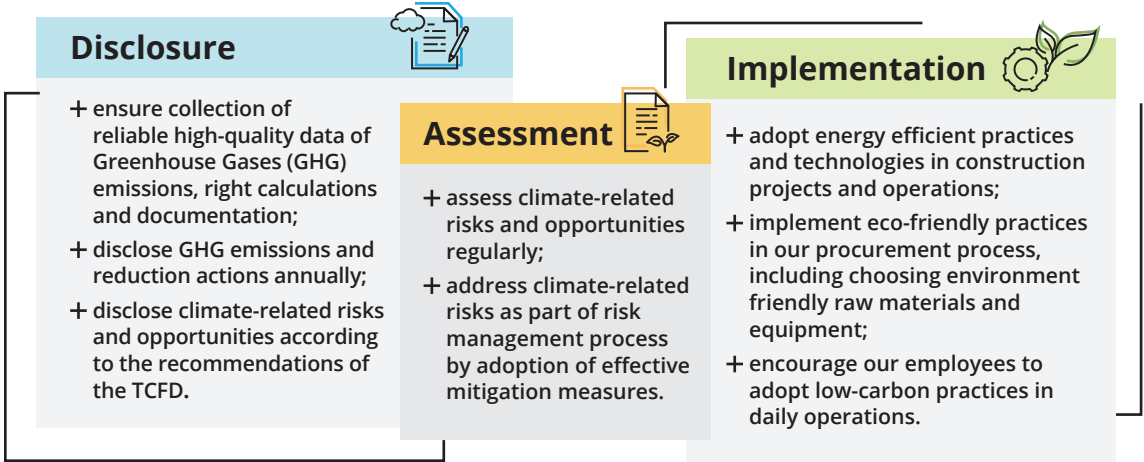 Disclosure
+ ensure collection of
reliable high-quality data of
Greenhouse Gases (GHG)
emissions, right calculations
and documentation;
+ disclose GHG emissions and
reduction actions annually;
+ disclose climate-related risks
and opportunities according
to the recommendations of
the TCFD.
Assessment
+ assess climate-related
risks and opportunities
regularly;
+ address climate-related
risks as part of risk
management process
by adoption of effective
mitigation measures.
Implementation
+ adopt energy efficient practices
and technologies in construction
projects and operations;
+ implement eco-friendly practices
in our procurement process,
including choosing environment
friendly raw materials and
equipment;
+ encourage our employees to
adopt low-carbon practices in
daily operations.